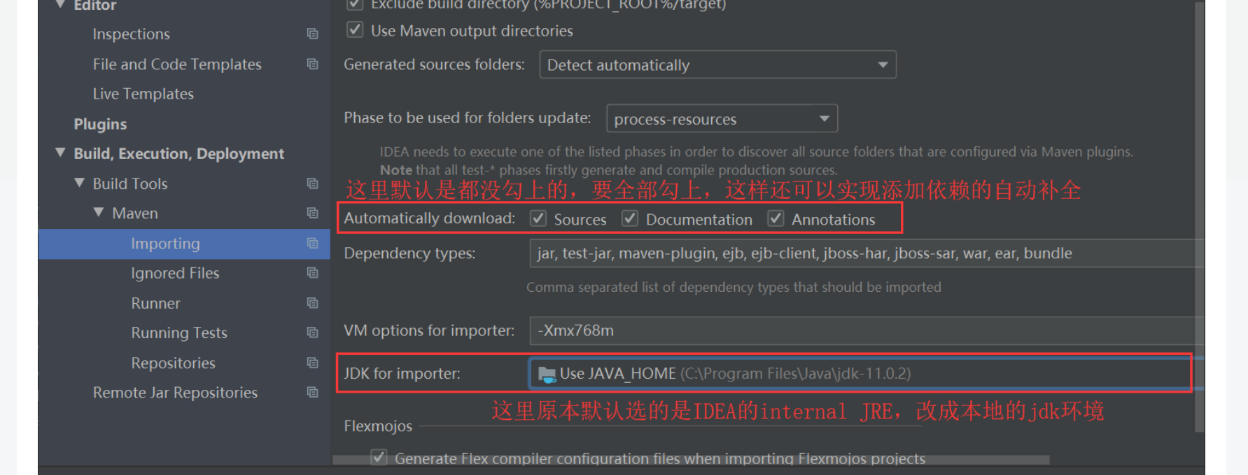 Editor
Exclude build directory (%PROJECT_ROOT%/target)
Inspections
Use Maven output directories
File and Code Templates
Generated sources folders: Detect automatically
Live Templates
Plugins
Phase to be used for folders update: process-resources
Build, Execution, Deployment
IDEA needs to execute one of the listed phases in order to discover all source folders that are configured via Maven plugins.
Note that all test-* phases firstly generate and compile production sources.
Build Tools
这里默认是都没勾上的，要全部勾上，这样还可以实现添加依赖的自动补全
Maven
Automatically download: Sources Documentation Annotations
Importing
Dependency types: jar, test-jar, maven-plugin, ejb, ejb-client, jboss-har, jboss-sar, war, ear, bundle
Ignored Files
Comma separated list of dependency types that should be imported
Runner
Running Tests
VM options for importer: -Xmx768m
Repositories
JDK for importer: Use JAVA_HOME (C:\Program Files\Java\jdk-11.0.2)
Remote Jar Repositories
这里原本默认选的是IDEA的internal JRE，改成本地的jdk环境
Flexmojos
Generate Flex compiler configuration files when importing Flexmojos projects